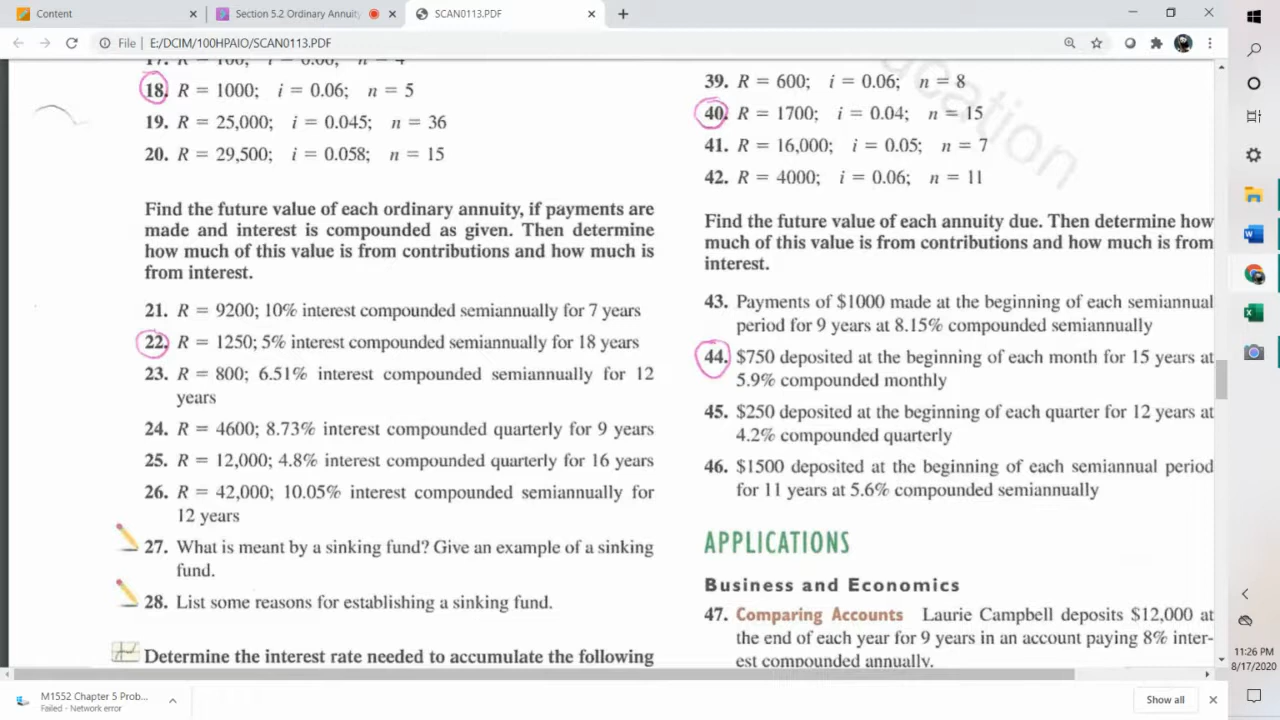 Content
Section 5.2 Ordinary Annuity
SCAN0113.PDF
File | E:/DCIM/100HPAIO/SCAN0113.PDF
18. R = 1000; i = 0.06; n = 5
19. R = 25,000; i = 0.045; n = 36
20. R = 29,500; i = 0.058; n = 15
Find the future value of each ordinary annuity, if payments are
made and interest is compounded as given. Then determine
how much of this value is from contributions and how much is
from interest.
21. R = 9200; 10% interest compounded semiannually for 7 years
22. R = 1250; 5% interest compounded semiannually for 18 years
23. R = 800; 6.51% interest compounded semiannually for 12
years
24. R = 4600; 8.73% interest compounded quarterly for 9 years
25. R = 12,000; 4.8% interest compounded quarterly for 16 years
26. R = 42,000; 10.05% interest compounded semiannually for
12 years
27. What is meant by a sinking fund? Give an example of a sinking
fund.
28. List some reasons for establishing a sinking fund.
Determine the interest rate needed to accumulate the following
39. R = 600; i = 0.06; n = 8
40. R = 1700; i = 0.04; n = 15
41. R = 16,000; i = 0.05; n = 7
42. R = 4000; i = 0.06; n = 11
Find the future value of each annuity due. Then determine how
much of this value is from contributions and how much is from
interest.
43. Payments of $1000 made at the beginning of each semiannual
period for 9 years at 8.15% compounded semiannually
44. $750 deposited at the beginning of each month for 15 years at
5.9% compounded monthly
45. $250 deposited at the beginning of each quarter for 12 years at
4.2% compounded quarterly
46. $1500 deposited at the beginning of each semiannual period
for 11 years at 5.6% compounded semiannually
APPLICATIONS
Business and Economics
47. Comparing Accounts Laurie Campbell deposits $12,000 at
the end of each year for 9 years in an account paying 8% inter-
est compounded annually.
M1552 Chapter 5 Prob...
Failed - Network error
Show all
11:26 PM
8/17/2020